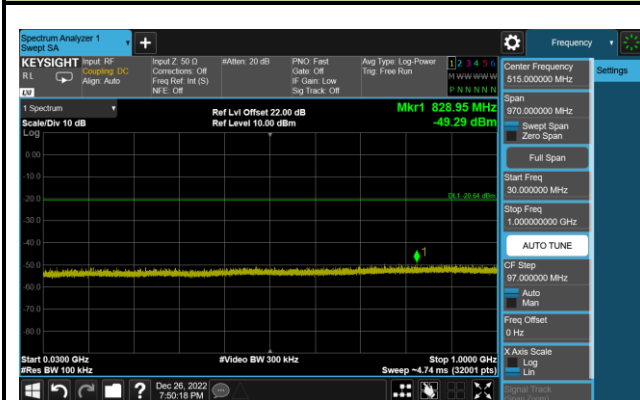 Spectrum Analyzer 1
Swept SA
Frequency
KEYSIGHT
Input: RF
Input Z: 50 Ω
#Atten: 20 dB
PNO: Fast
Avg Type: Log-Power
1 2 3 4 5 6
RL
Coupling: DC
Corrections: Off
Gate: Off
Trig: Free Run
M W W W W W
Align: Auto
Freq Ref: Int (S)
IF Gain: Low
P N N N N N
NFE: Off
Sig Track: Off
LXI
1 Spectrum
Ref Lvl Offset 22.00 dB
Mkr1 828.95 MHz
Scale/Div 10 dB
Ref Level 10.00 dBm
-49.29 dBm
Log
0.00
-10.0
-20.0
DL1 -20.64 dBm
-30.0
-40.0
1
-50.0
-60.0
-70.0
-80.0
Start 0.0300 GHz
#Video BW 300 kHz
Stop 1.0000 GHz
#Res BW 100 kHz
Sweep ~4.74 ms (32001 pts)
? Dec 26, 2022
7:50:18 PM
Center Frequency
515.000000 MHz
Settings
Span
970.000000 MHz
Swept Span
Zero Span
Full Span
Start Freq
30.000000 MHz
Stop Freq
1.000000000 GHz
AUTO TUNE
CF Step
97.000000 MHz
Auto
Man
Freq Offset
0 Hz
X Axis Scale
Log
Lin
Signal Track
(Span Zoom)